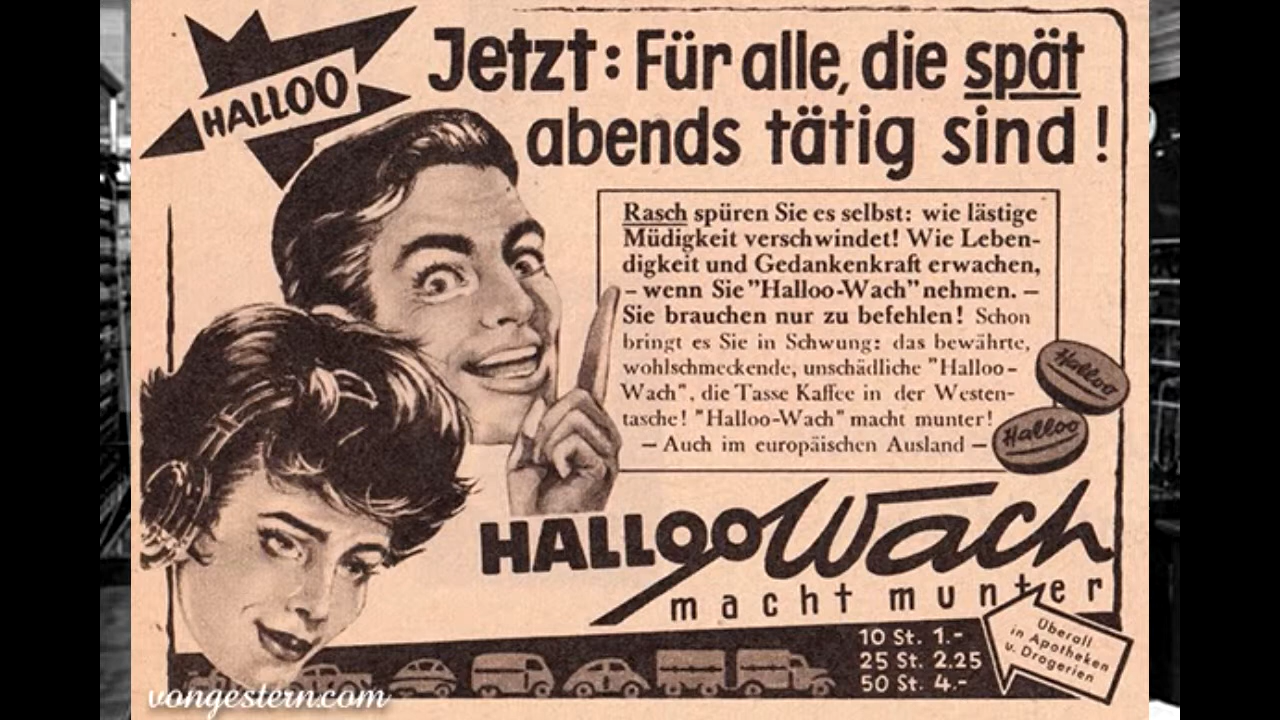 HALLOO
Jetzt: Für alle, die spät
abends tätig sind!
Rasch spüren Sie es selbst: wie lästige
Müdigkeit verschwindet! Wie Leben-
digkeit und Gedankenkraft erwachen,
– wenn Sie "Halloo-Wach" nehmen. –
Sie brauchen nur zu befehlen! Schon
bringt es Sie in Schwung: das bewährte,
wohlschmeckende, unschädliche "Halloo-
Wach", die Tasse Kaffee in der Westen-
tasche! "Halloo-Wach" macht munter!
– Auch im europäischen Ausland –
Halloo
Halloo
HALLOO Wach
macht munter
10 St. 1.-
25 St. 2.25
50 St. 4.-
Überall
in Apotheken
u. Drogerien
vongestern.com